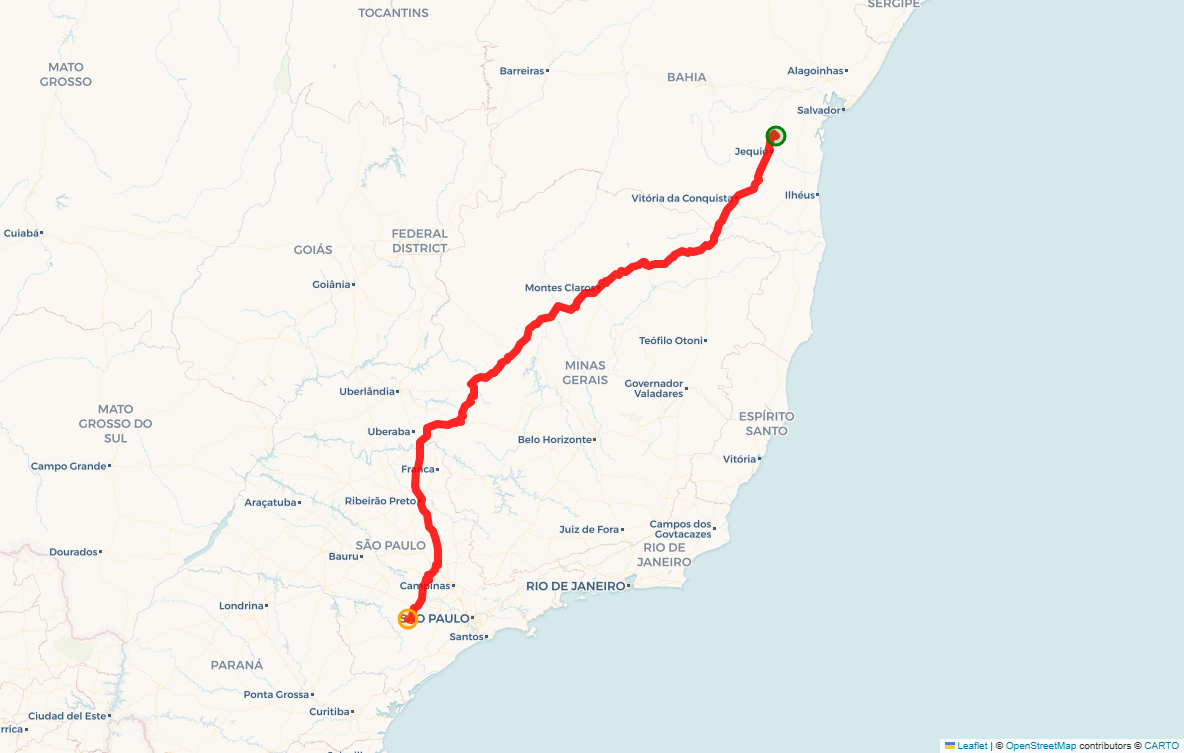 SERGIPE
TOCANTINS
MATO
GROSSO
Barreiras
BAHIA
Alagoinhas
Salvador
Jequié
Vitória da Conquista
Ilhéus
Cuiabá
GOIÁS
FEDERAL
DISTRICT
Goiânia
Montes Claros
Teófilo Otoni
MINAS
GERAIS
Governador
Valadares
Uberlândia
MATO
GROSSO DO
SUL
ESPÍRITO
SANTO
Uberaba
Belo Horizonte
Vitória
Campo Grande
Franca
Araçatuba
Ribeirão Preto
Juiz de Fora
Campos dos
Govtacazes
SÃO PAULO
RIO DE
JANEIRO
Dourados
Bauru
Campinas
RIO DE JANEIRO
Londrina
SÃO PAULO
Santos
PARANÁ
Ponta Grossa
Curitiba
Ciudad del Este
rrica
Leaflet | © OpenStreetMap contributors © CARTO